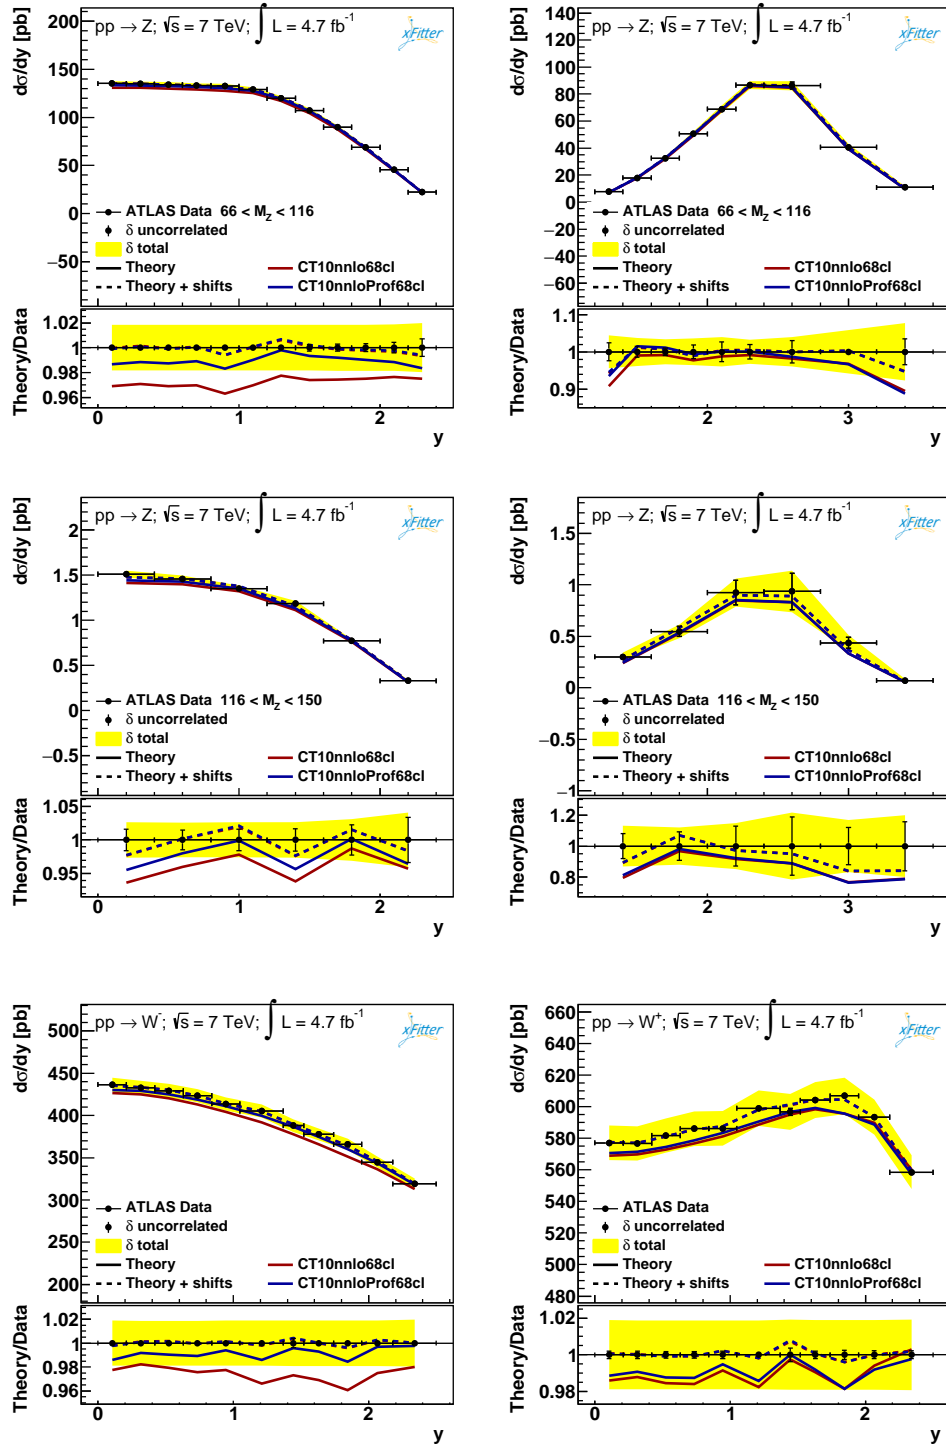 dσ/dy [pb]
pp → Z; √s = 7 TeV; ∫ L = 4.7 fb⁻¹
xFitter
200
150
100
50
0
−50
ATLAS Data 66 < M_Z < 116
δ uncorrelated
δ total
Theory
CT10nnlo68cl
Theory + shifts
CT10nnloProf68cl
Theory/Data
1.02
1
0.98
0.96
0 1 2
y
dσ/dy [pb]
pp → Z; √s = 7 TeV; ∫ L = 4.7 fb⁻¹
xFitter
140
120
100
80
60
40
20
0
−20
−40
−60
ATLAS Data 66 < M_Z < 116
δ uncorrelated
δ total
Theory
CT10nnlo68cl
Theory + shifts
CT10nnloProf68cl
Theory/Data
1.1
1
0.9
2 3
y
dσ/dy [pb]
pp → Z; √s = 7 TeV; ∫ L = 4.7 fb⁻¹
xFitter
2
1.5
1
0.5
0
−0.5
ATLAS Data 116 < M_Z < 150
δ uncorrelated
δ total
Theory
CT10nnlo68cl
Theory + shifts
CT10nnloProf68cl
Theory/Data
1.05
1
0.95
0 1 2
y
dσ/dy [pb]
pp → Z; √s = 7 TeV; ∫ L = 4.7 fb⁻¹
xFitter
1.5
1
0.5
0
−0.5
−1
ATLAS Data 116 < M_Z < 150
δ uncorrelated
δ total
Theory
CT10nnlo68cl
Theory + shifts
CT10nnloProf68cl
Theory/Data
1.2
1
0.8
2 3
y
dσ/dy [pb]
pp → W⁻; √s = 7 TeV; ∫ L = 4.7 fb⁻¹
xFitter
500
450
400
350
300
250
200
ATLAS Data
δ uncorrelated
δ total
Theory
CT10nnlo68cl
Theory + shifts
CT10nnloProf68cl
Theory/Data
1.02
1
0.98
0.96
0 1 2
y
dσ/dy [pb]
pp → W⁺; √s = 7 TeV; ∫ L = 4.7 fb⁻¹
xFitter
660
640
620
600
580
560
540
520
500
480
ATLAS Data
δ uncorrelated
δ total
Theory
CT10nnlo68cl
Theory + shifts
CT10nnloProf68cl
Theory/Data
1.02
1
0.98
0 1 2
y